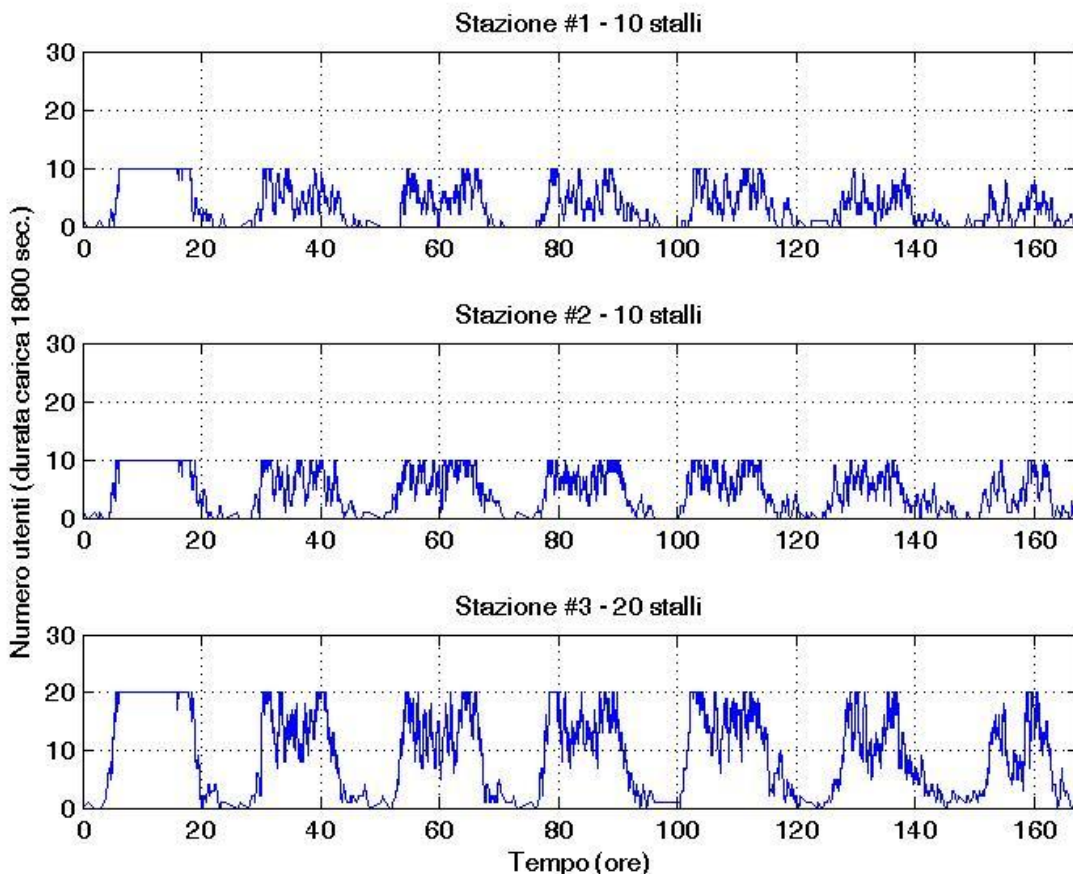 Stazione #1 - 10 stalli
30
20
10
0
0 20 40 60 80 100 120 140 160
Stazione #2 - 10 stalli
30
20
10
0
0 20 40 60 80 100 120 140 160
Numero utenti (durata carica 1800 sec.)
Stazione #3 - 20 stalli
30
20
10
0
0 20 40 60 80 100 120 140 160
Tempo (ore)